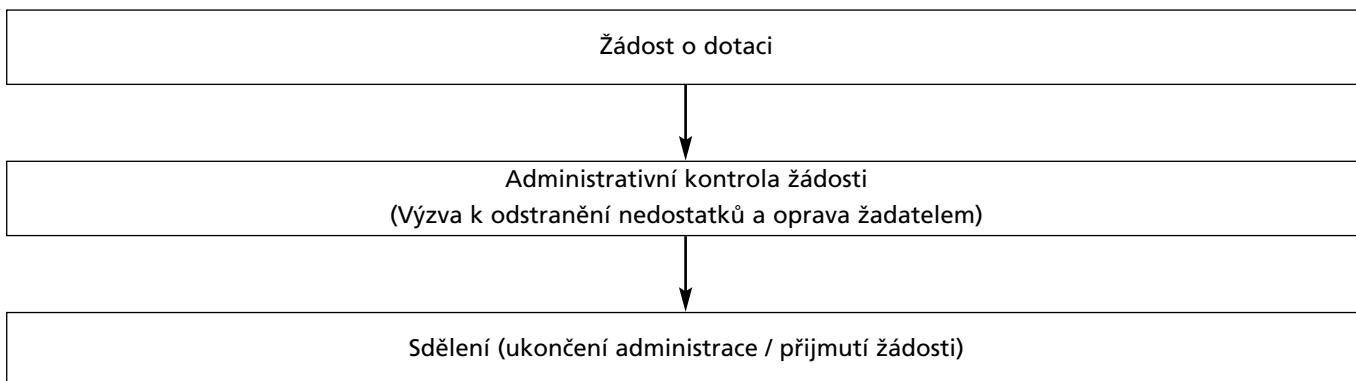 Žádost o dotaci
Administrativní kontrola žádosti
(Výzva k odstranění nedostatků a oprava žadatelem)
Sdělení (ukončení administrace / přijmutí žádosti)